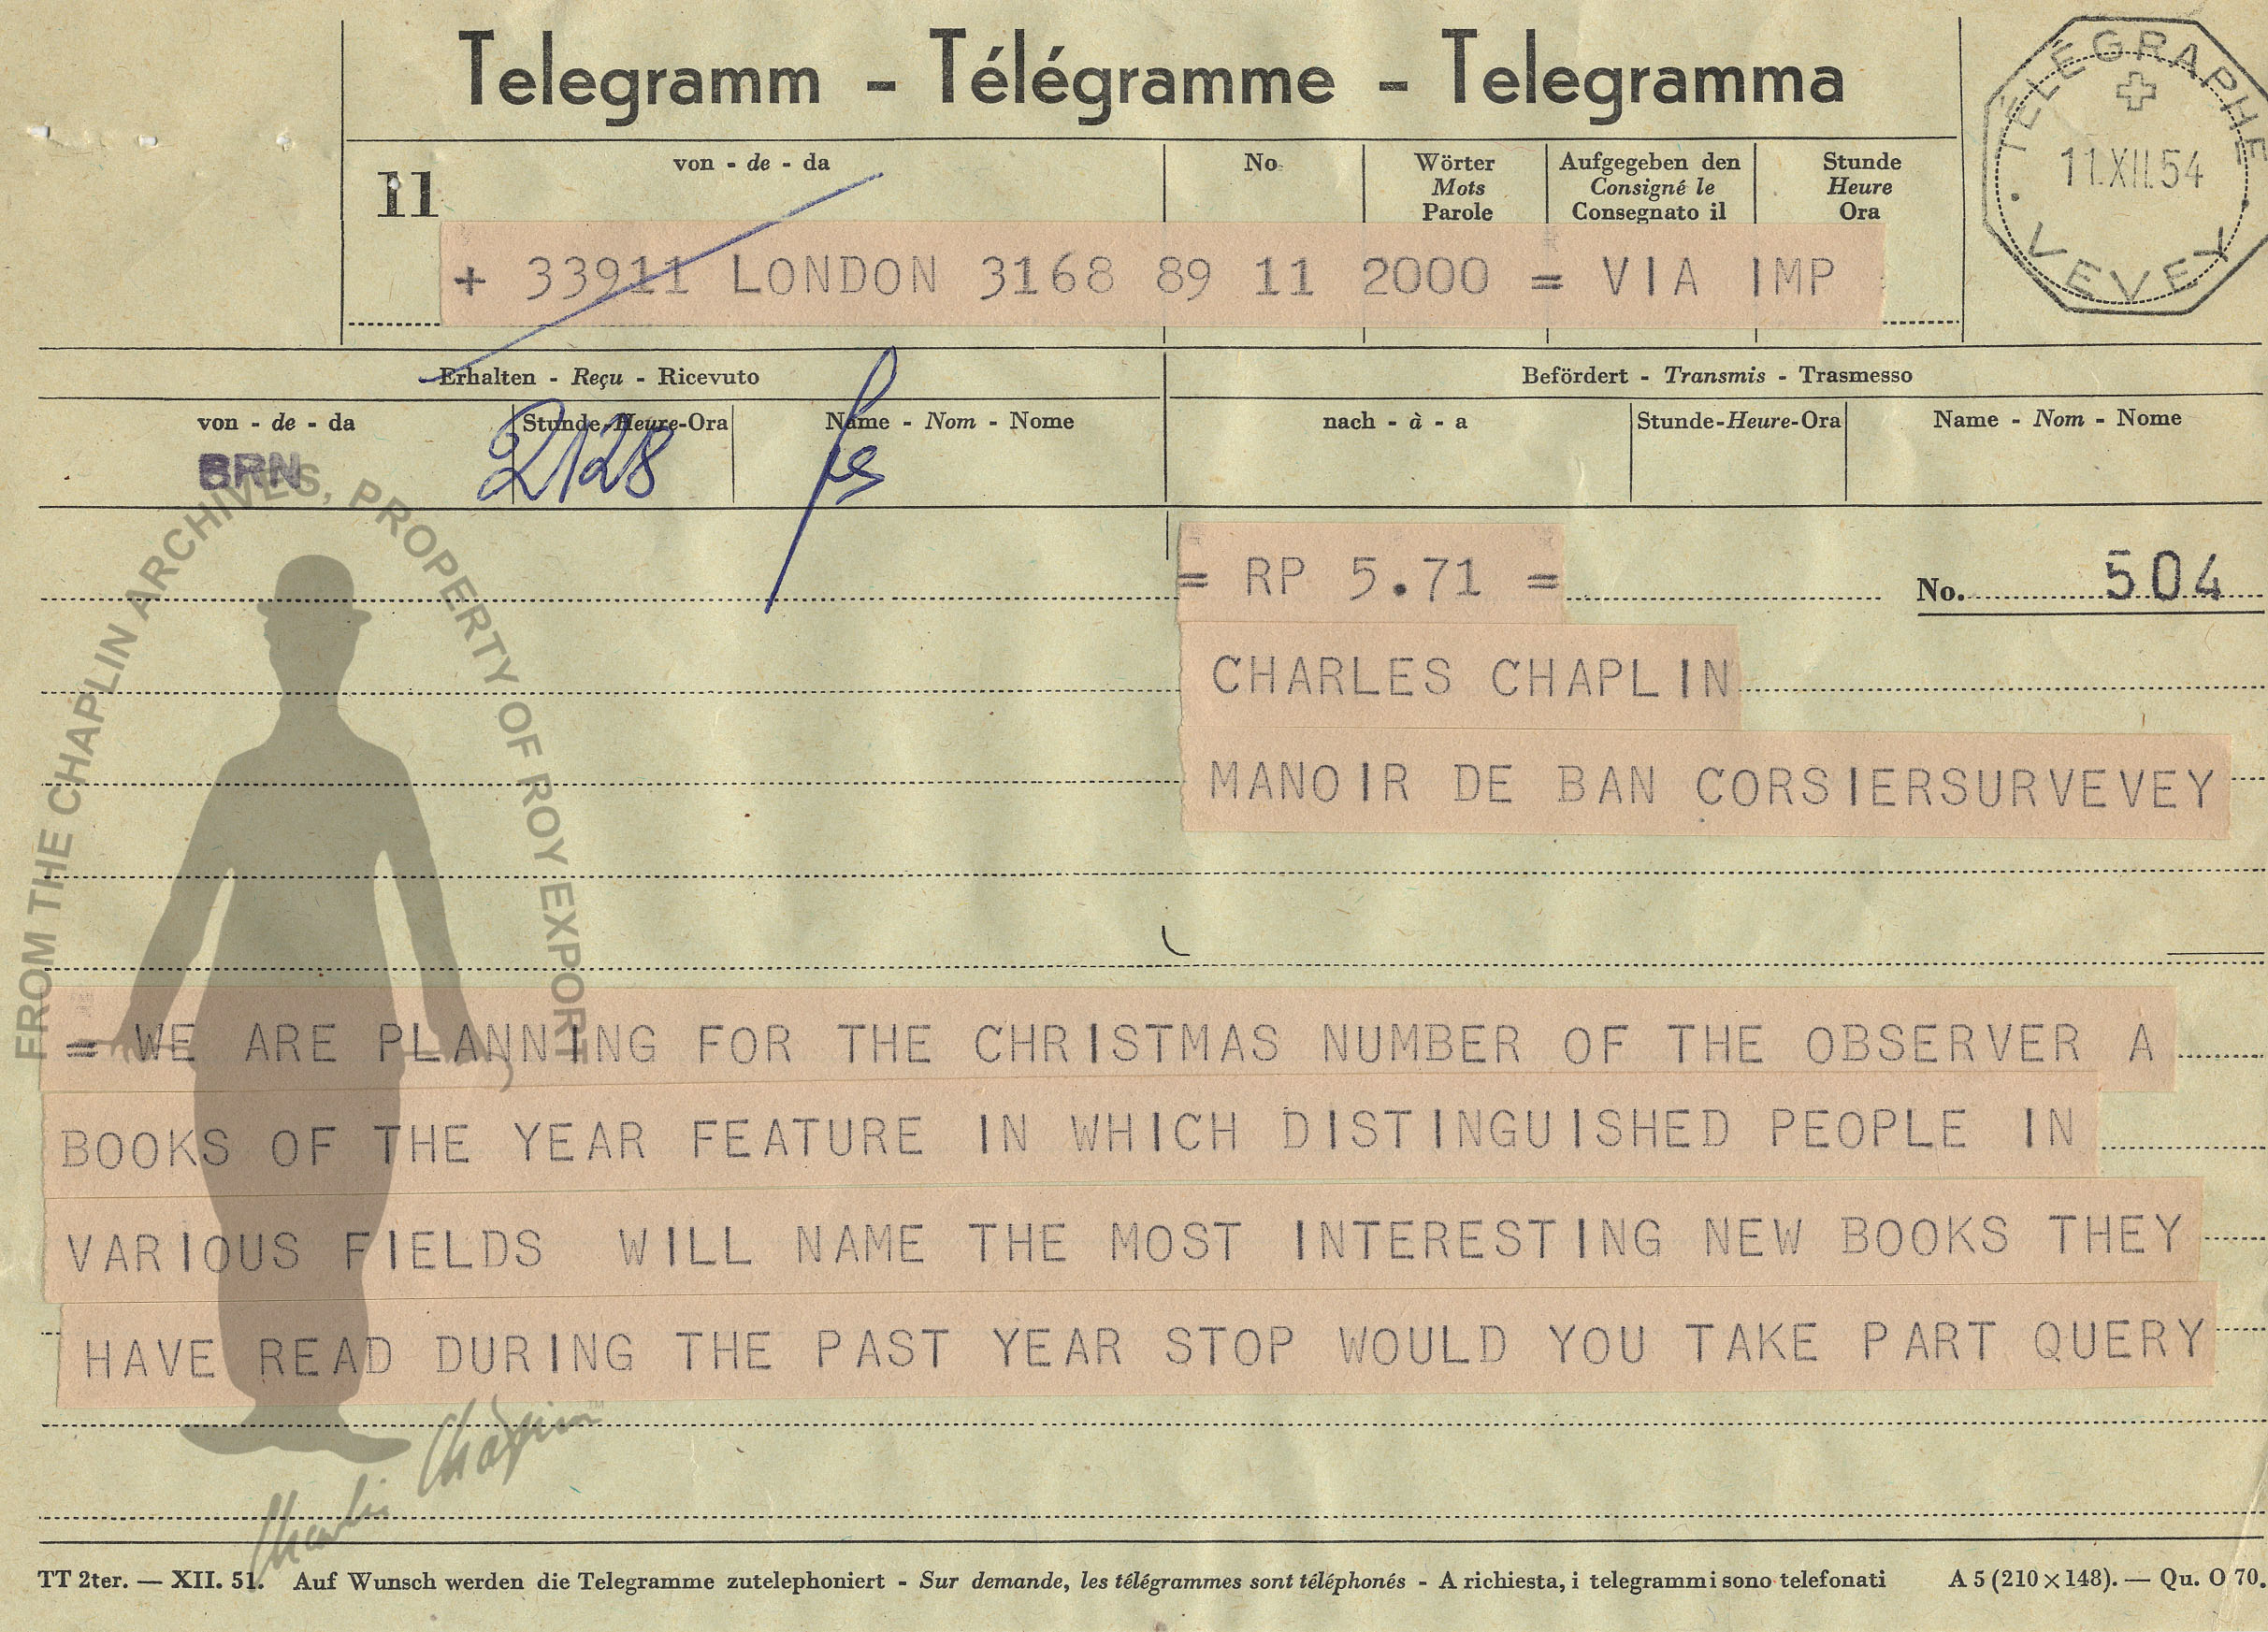 Telegramm - Télégramme - Telegramma
TÉLÉGRAPHE
11.XII.54
VEVEY
11
von - de - da
No
Wörter
Mots
Parole
Aufgegeben den
Consigné le
Consegnato il
Stunde
Heure
Ora
+ 33911 LONDON 3168 89 11 2000 = VIA IMP
Erhalten - Reçu - Ricevuto
Befördert - Transmis - Trasmesso
von - de - da
Stunde-Heure-Ora
Name - Nom - Nome
nach - à - a
Stunde-Heure-Ora
Name - Nom - Nome
BRN
2128
FROM THE CHAPLIN ARCHIVES, PROPERTY OF ROY EXPORT
= RP 5.71 =
No. 504
CHARLES CHAPLIN
MANOIR DE BAN CORSIERSURVEVEY
= WE ARE PLANNING FOR THE CHRISTMAS NUMBER OF THE OBSERVER A
BOOKS OF THE YEAR FEATURE IN WHICH DISTINGUISHED PEOPLE IN
VARIOUS FIELDS WILL NAME THE MOST INTERESTING NEW BOOKS THEY
HAVE READ DURING THE PAST YEAR STOP WOULD YOU TAKE PART QUERY
Charlie Chaplin
TT 2ter. — XII. 51. Auf Wunsch werden die Telegramme zutelephoniert - Sur demande, les télégrammes sont téléphonés - A richiesta, i telegrammi sono telefonati A 5 (210 × 148). — Qu. O 70.